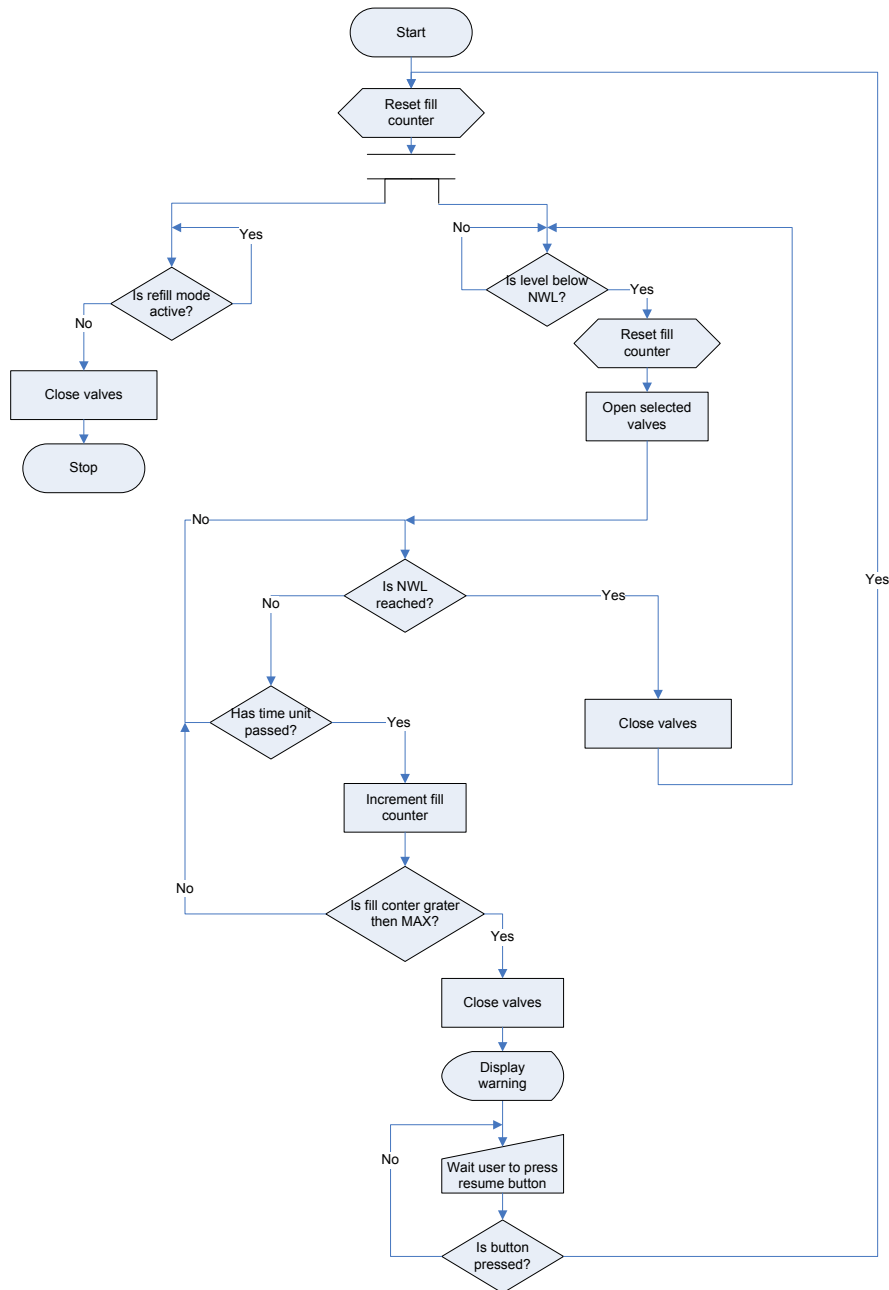 Start
Reset fill
counter
Yes
No
Is refill mode
active?
Is level below
NWL?
No
Yes
Reset fill
counter
Close valves
Open selected
valves
Stop
No
Is NWL
reached?
No
Yes
Yes
Has time unit
passed?
Yes
Close valves
Increment fill
counter
No
Is fill conter grater
then MAX?
Yes
Close valves
Display
warning
No
Wait user to press
resume button
Is button
pressed?